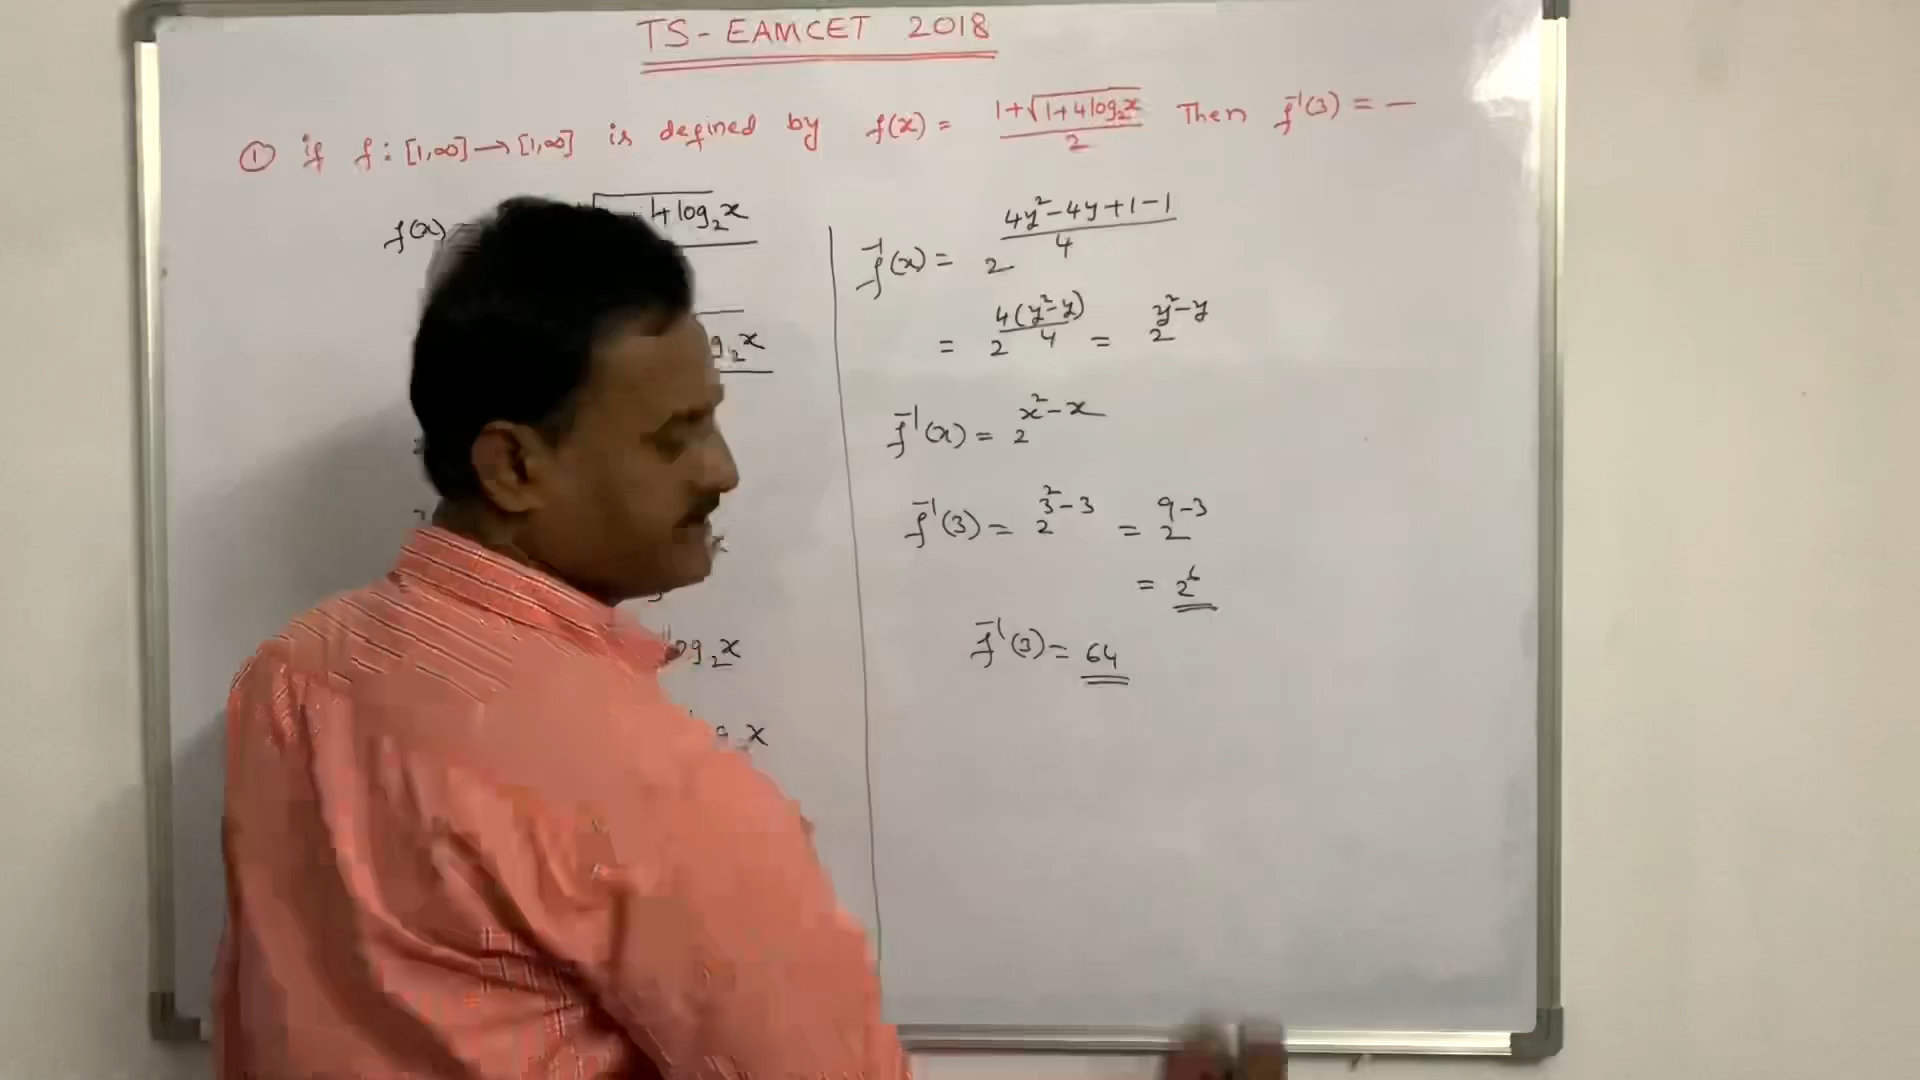 TS-EAMCET 2018
① if f : [1,∞] → [1,∞] is defined by f(x) = (1+√(1+4log₂x))/2 Then f⁻¹(3) = —
f(x)
4log₂x
g₂x
x
og₂x
x
f⁻¹(x) = 2^((4y²-4y+1-1)/4)
= 2^(4(y²-y)/4) = 2^(y²-y)
f⁻¹(x) = 2^(x²-x)
f⁻¹(3) = 2^(3²-3) = 2^(9-3)
= 2⁶
f⁻¹(3) = 64